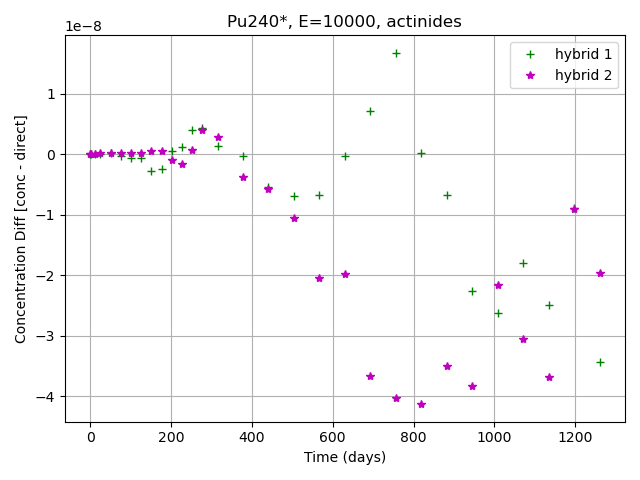 Pu240*, E=10000, actinides
1e−8
hybrid 1
hybrid 2
1
0
−1
−2
−3
−4
Concentration Diff [conc - direct]
0 200 400 600 800 1000 1200
Time (days)